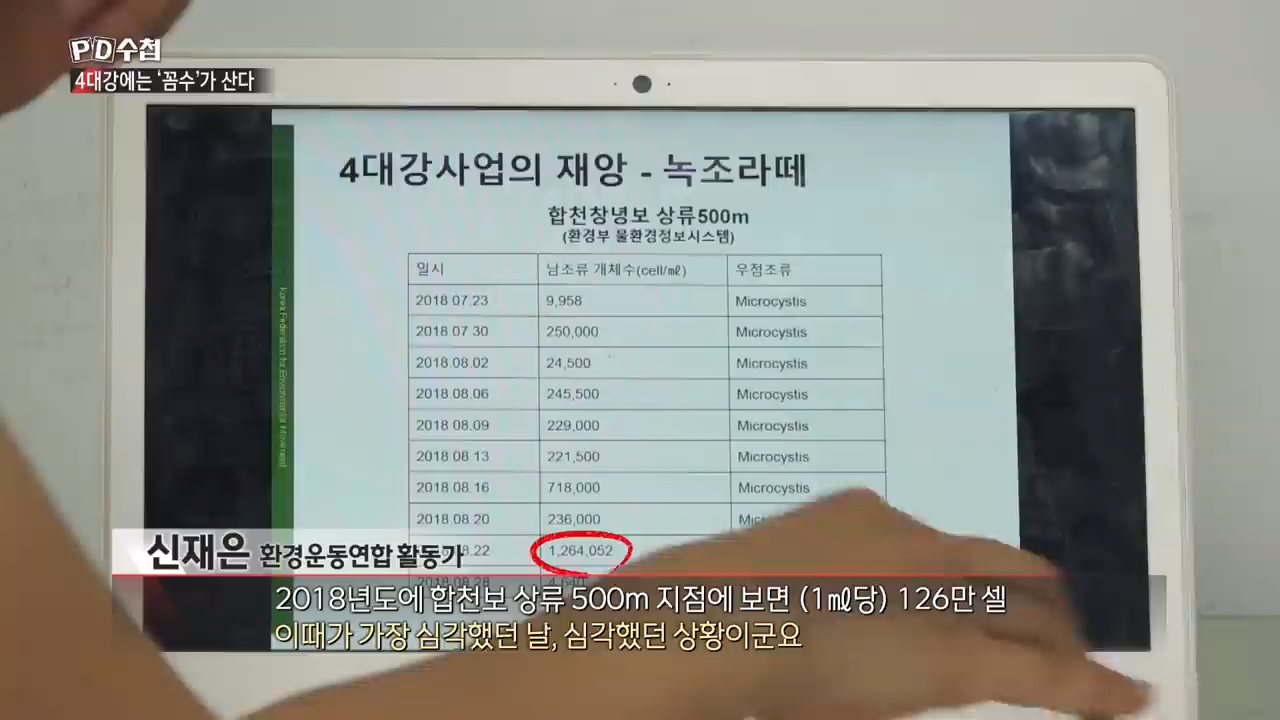 PD수첩
4대강에는 '꼼수'가 산다
4대강사업의 재앙 - 녹조라떼
합천창녕보 상류500m
(환경부 물환경정보시스템)
일시 남조류 개체수(cell/㎖) 우점조류
2018.07.23 9,958 Microcystis
2018.07.30 250,000 Microcystis
2018.08.02 24,500 Microcystis
2018.08.06 245,500 Microcystis
2018.08.09 229,000 Microcystis
2018.08.13 221,500 Microcystis
2018.08.16 718,000 Microcystis
2018.08.20 236,000
8.22 1,264,052
Korea Federation for Environmental Movement
신재은 환경운동연합 활동가
2018년도에 합천보 상류 500m 지점에 보면 (1㎖당) 126만 셀
이때가 가장 심각했던 날, 심각했던 상황이군요